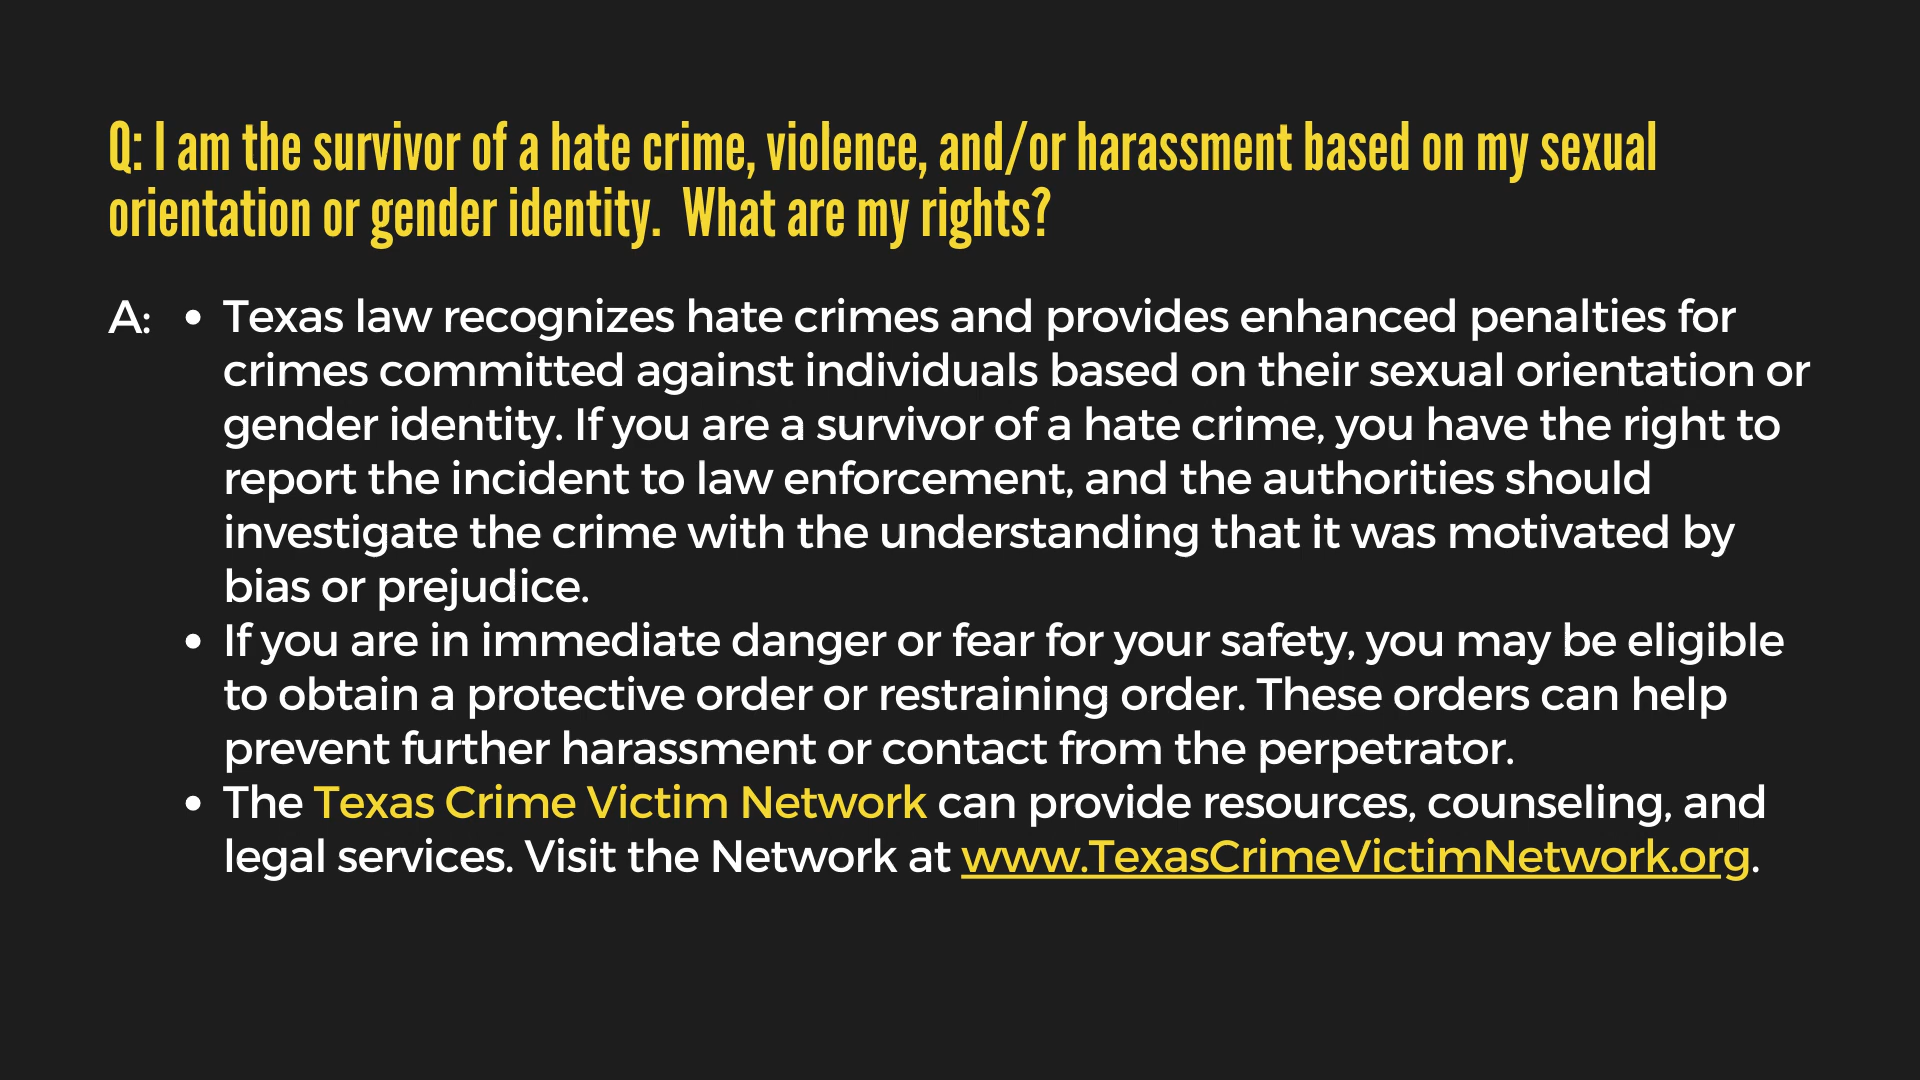 Q: I am the survivor of a hate crime, violence, and/or harassment based on my sexual
orientation or gender identity.  What are my rights?
A: • Texas law recognizes hate crimes and provides enhanced penalties for
crimes committed against individuals based on their sexual orientation or
gender identity. If you are a survivor of a hate crime, you have the right to
report the incident to law enforcement, and the authorities should
investigate the crime with the understanding that it was motivated by
bias or prejudice.
• If you are in immediate danger or fear for your safety, you may be eligible
to obtain a protective order or restraining order. These orders can help
prevent further harassment or contact from the perpetrator.
• The Texas Crime Victim Network can provide resources, counseling, and
legal services. Visit the Network at www.TexasCrimeVictimNetwork.org.